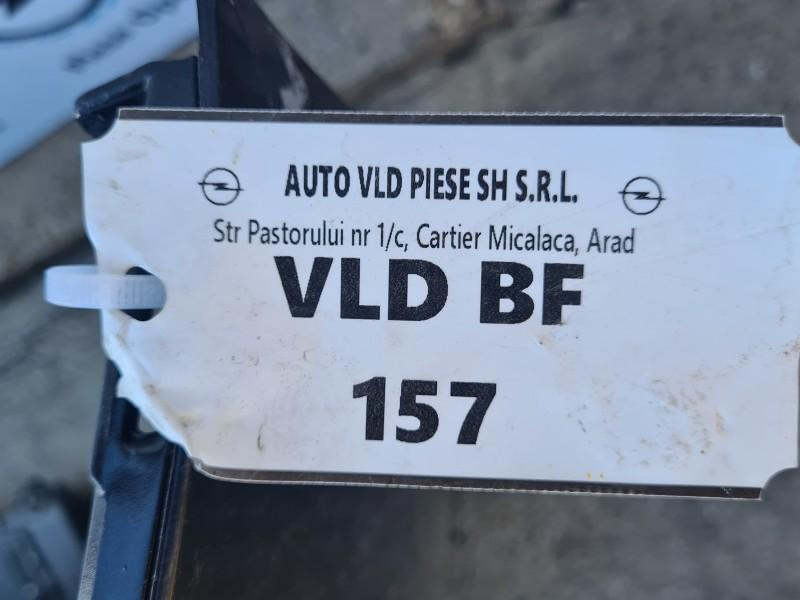 AUTO VLD PIESE SH S.R.L.
Str Pastorului nr 1/c, Cartier Micalaca, Arad
VLD BF
157